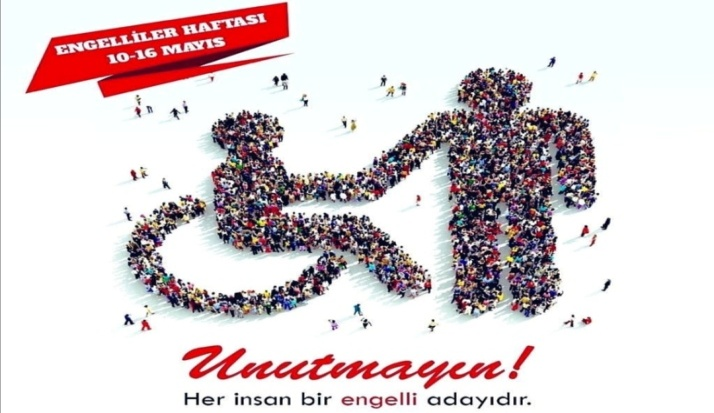 ENGELLİLER HAFTASI
10-16 MAYIS
Unutmayın!
Her insan bir engelli adayıdır.